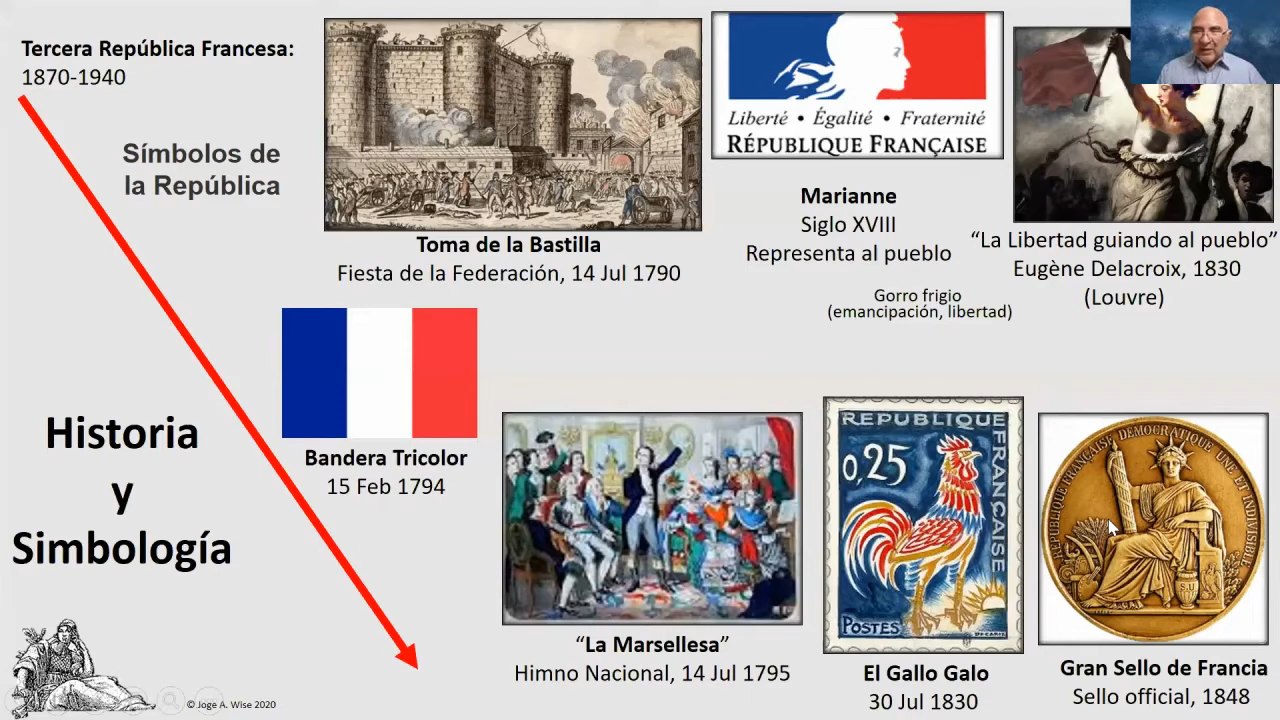 Tercera República Francesa:
1870-1940
Símbolos de
la República
Toma de la Bastilla
Fiesta de la Federación, 14 Jul 1790
Liberté • Égalité • Fraternité
RÉPUBLIQUE FRANÇAISE
Marianne
Siglo XVIII
Representa al pueblo
Gorro frigio
(emancipación, libertad)
“La Libertad guiando al pueblo”
Eugène Delacroix, 1830
(Louvre)
Bandera Tricolor
15 Feb 1794
Historia
y
Simbología
“La Marsellesa”
Himno Nacional, 14 Jul 1795
REPUBLIQUE
FRANÇAISE
0,25
POSTES
DECARIS
El Gallo Galo
30 Jul 1830
RÉPUBLIQUE FRANÇAISE DÉMOCRATIQUE UNE ET INDIVISIBLE
S.U.
Gran Sello de Francia
Sello official, 1848
© Joge A. Wise 2020